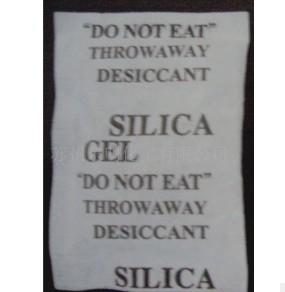 "DO NOT EAT"
THROWAWAY
DESICCANT
SILICA
GEL
"DO NOT EAT"
THROWAWAY
DESICCANT
SILICA